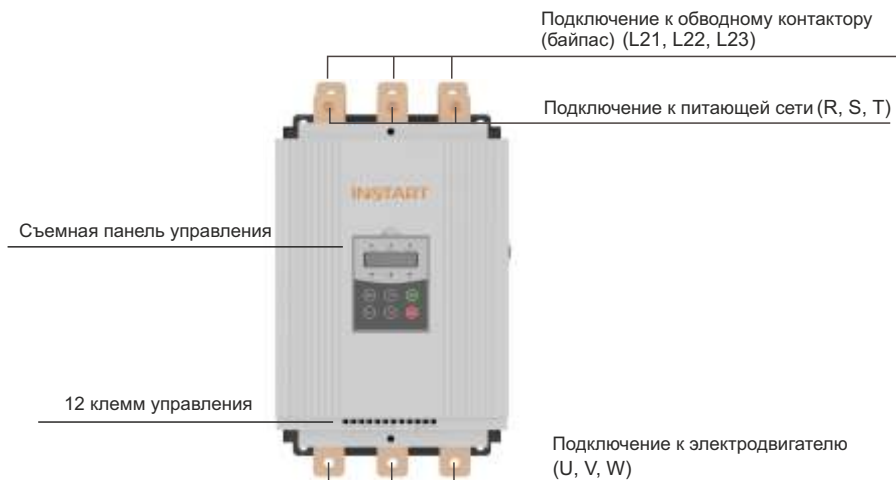 Подключение к обводному контактору
(байпас) (L21, L22, L23)
Подключение к питающей сети (R, S, T)
INSTART
Съемная панель управления
12 клемм управления
Подключение к электродвигателю
(U, V, W)